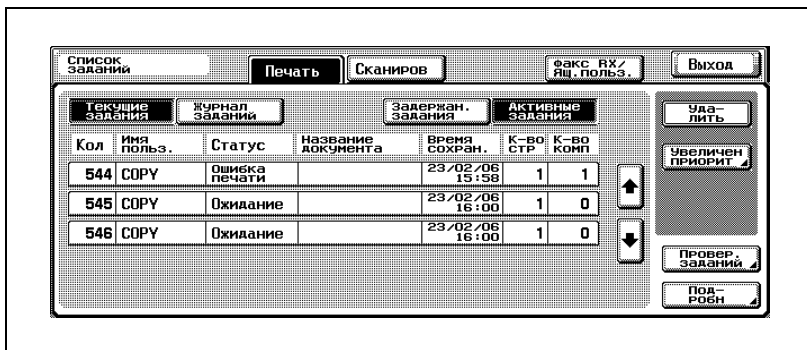 Список
заданий
Печать
Сканиров
Факс RX/
Ящ.польз.
Выход
Текущие
задания
Журнал
заданий
Задержан.
задания
Активные
задания
Уда-
лить
Кол
Имя
польз.
Статус
Название
документа
Время
сохран.
К-во
стр
К-во
комп
Увеличен
приорит
544 COPY Ошибка
печати 23/02/06
15:58 1 1
545 COPY Ожидание 23/02/06
16:00 1 0
546 COPY Ожидание 23/02/06
16:00 1 0
Провер.
заданий
Под-
робн